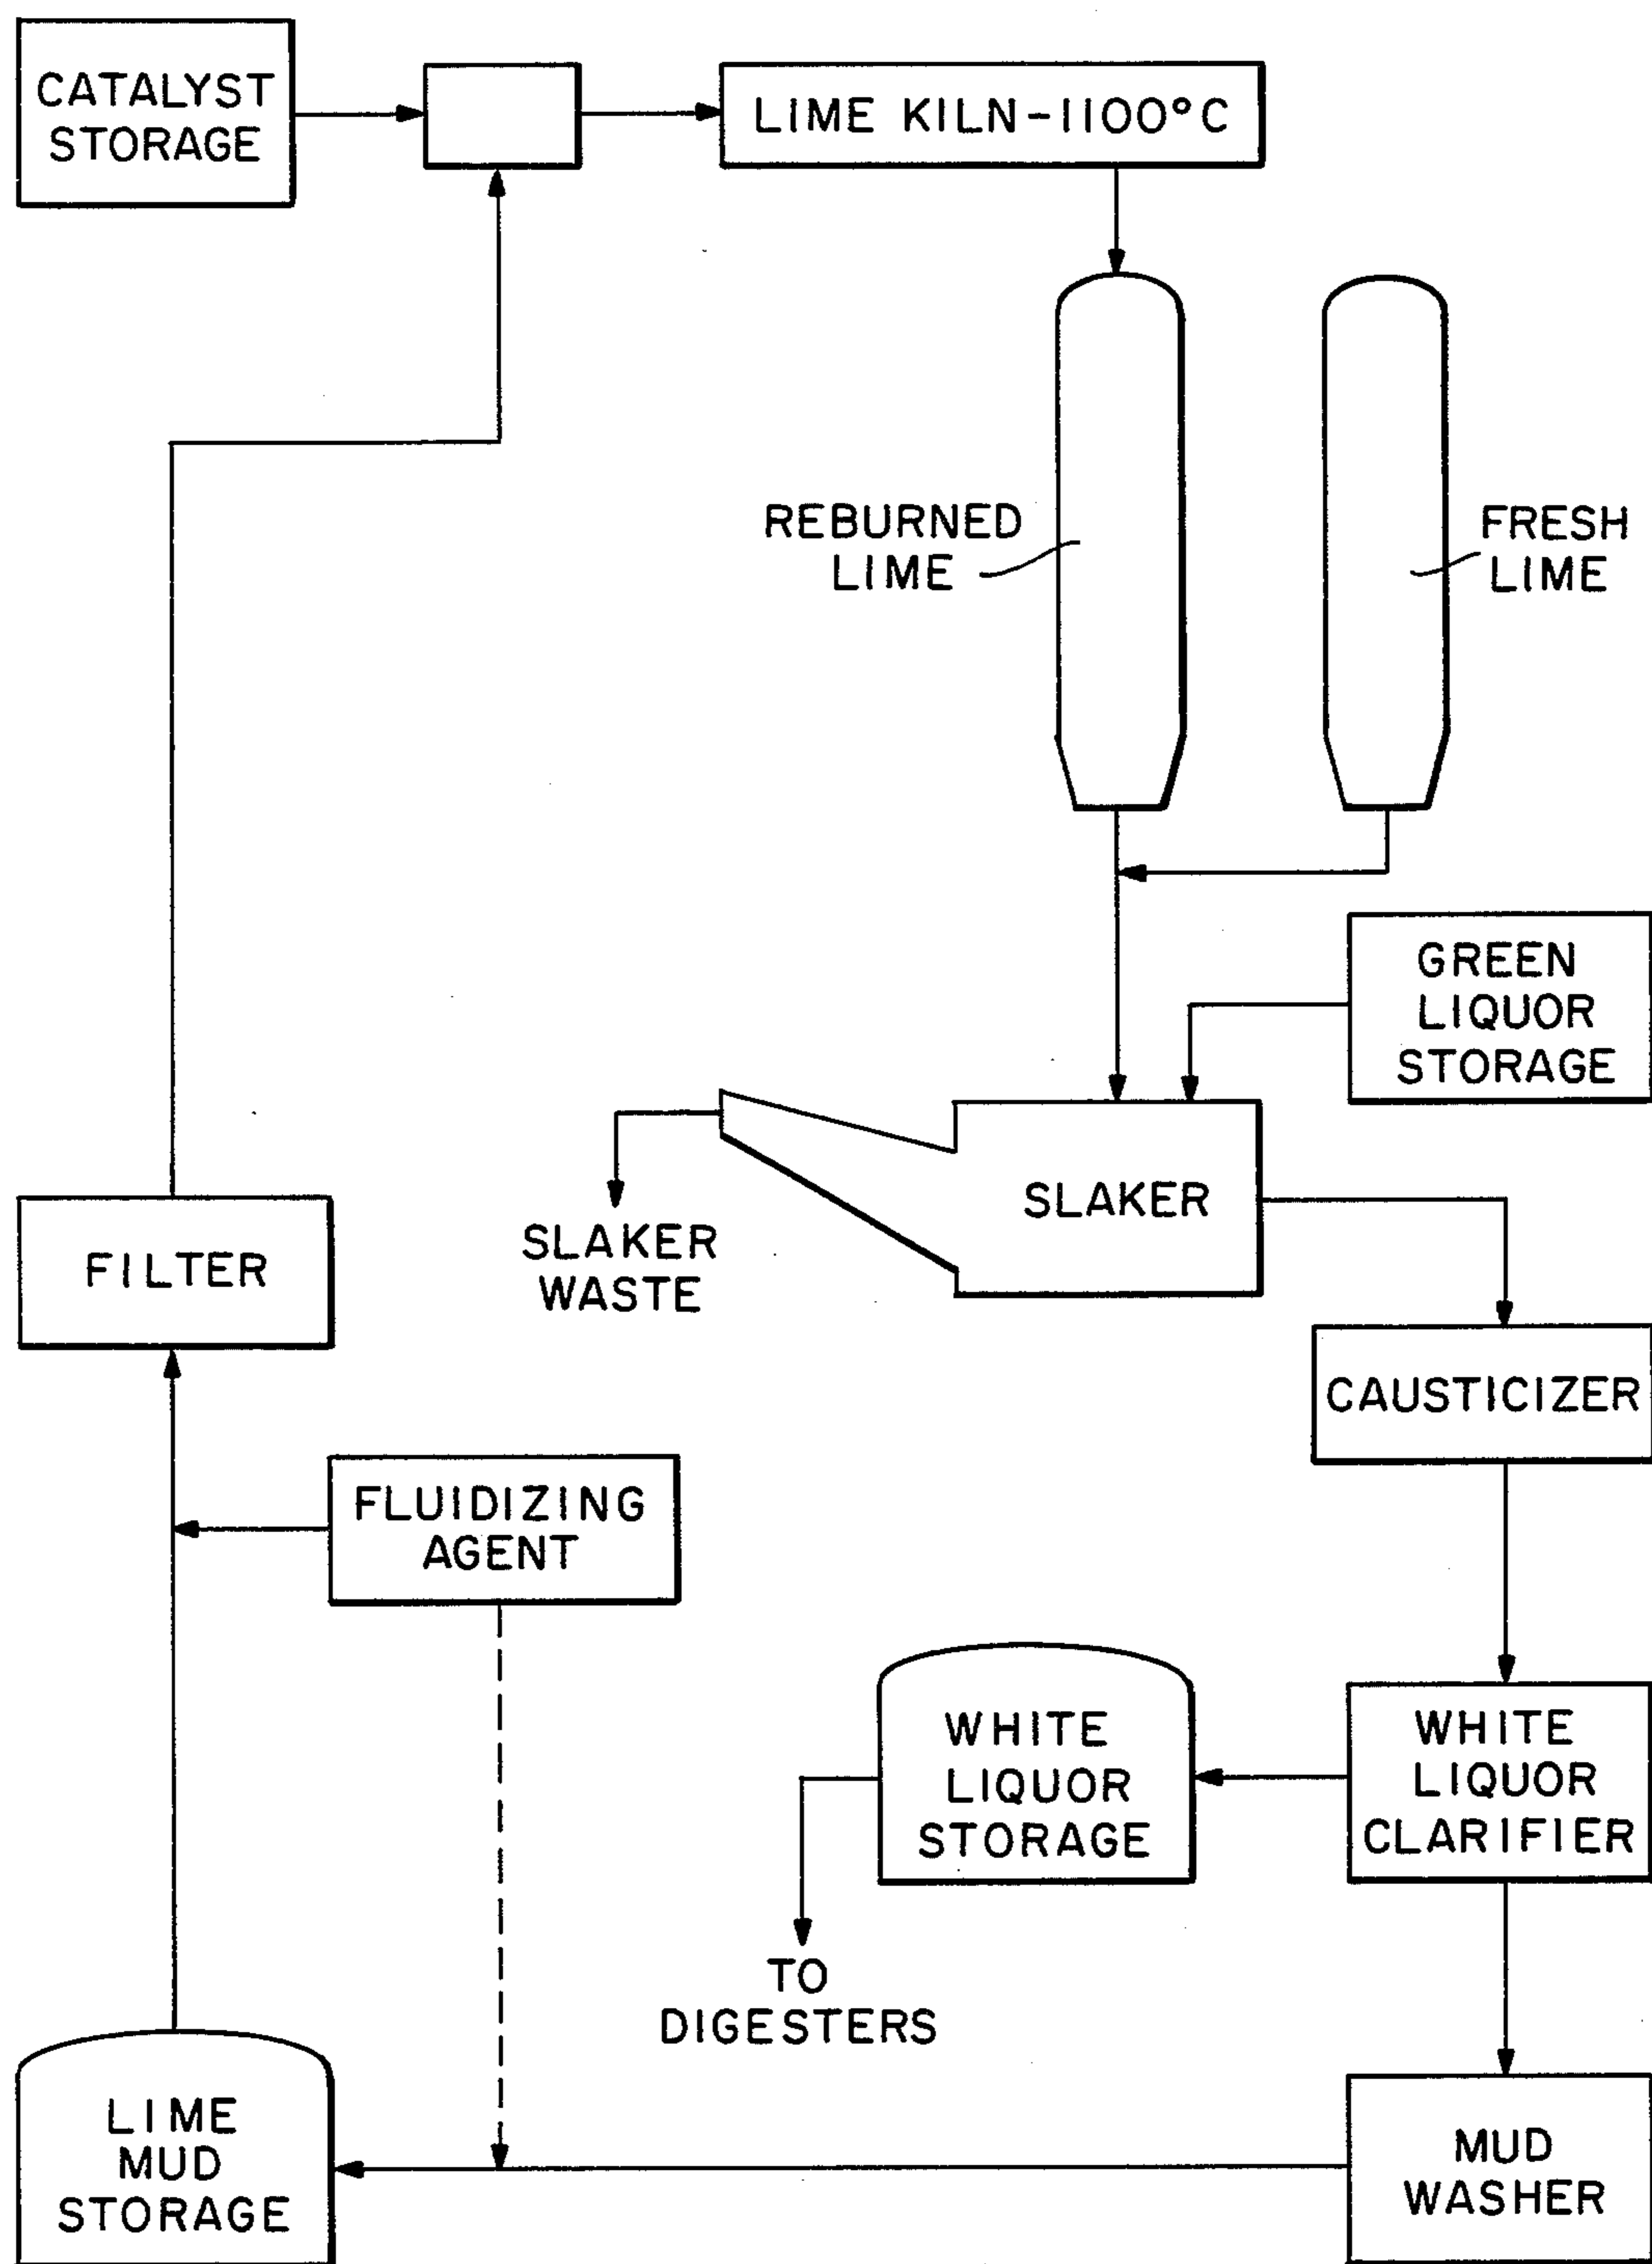 CATALYST
STORAGE
LIME KILN-1100°C
REBURNED
LIME
FRESH
LIME
GREEN
LIQUOR
STORAGE
SLAKER
SLAKER
WASTE
FILTER
CAUSTICIZER
FLUIDIZING
AGENT
WHITE
LIQUOR
STORAGE
WHITE
LIQUOR
CLARIFIER
TO
DIGESTERS
LIME
MUD
STORAGE
MUD
WASHER